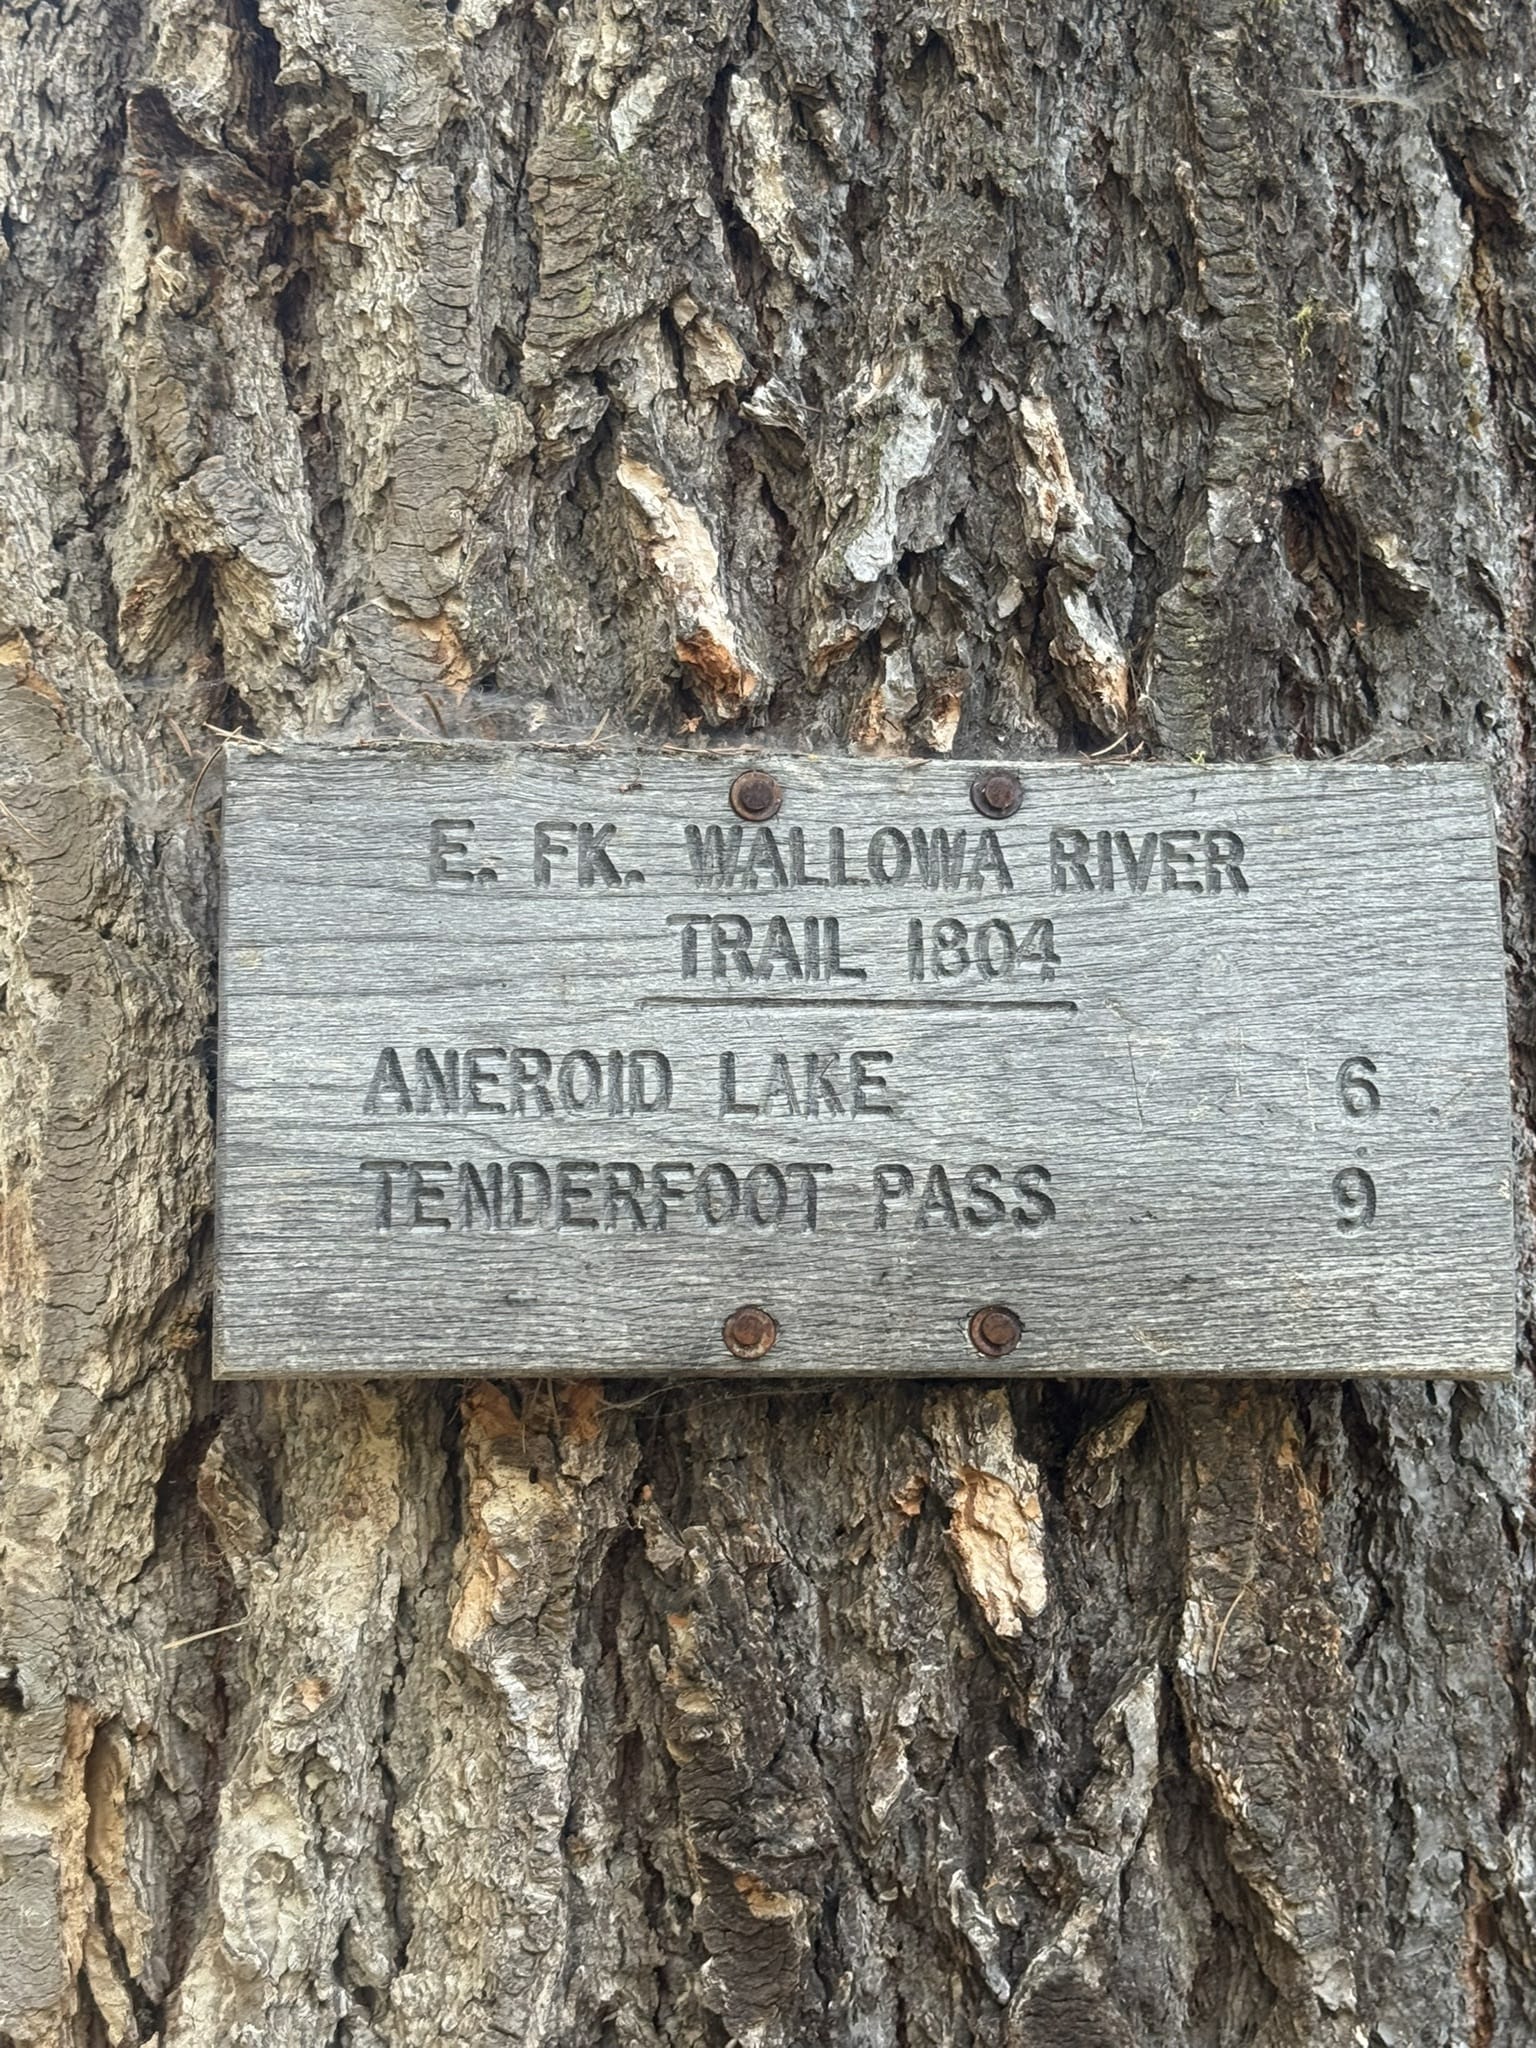 E. FK. WALLOWA RIVER
TRAIL 1804
ANEROID LAKE 6
TENDERFOOT PASS 9